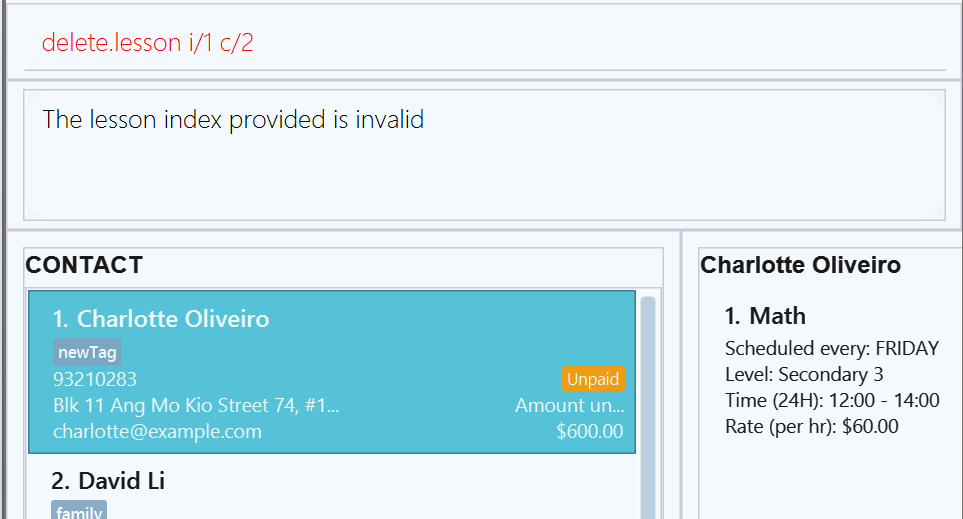 delete.lesson i/1 c/2
The lesson index provided is invalid
CONTACT
1. Charlotte Oliveiro
newTag
93210283
Unpaid
Blk 11 Ang Mo Kio Street 74, #1...
Amount un...
charlotte@example.com
$600.00
2. David Li
family
Charlotte Oliveiro
1. Math
Scheduled every: FRIDAY
Level: Secondary 3
Time (24H): 12:00 - 14:00
Rate (per hr): $60.00